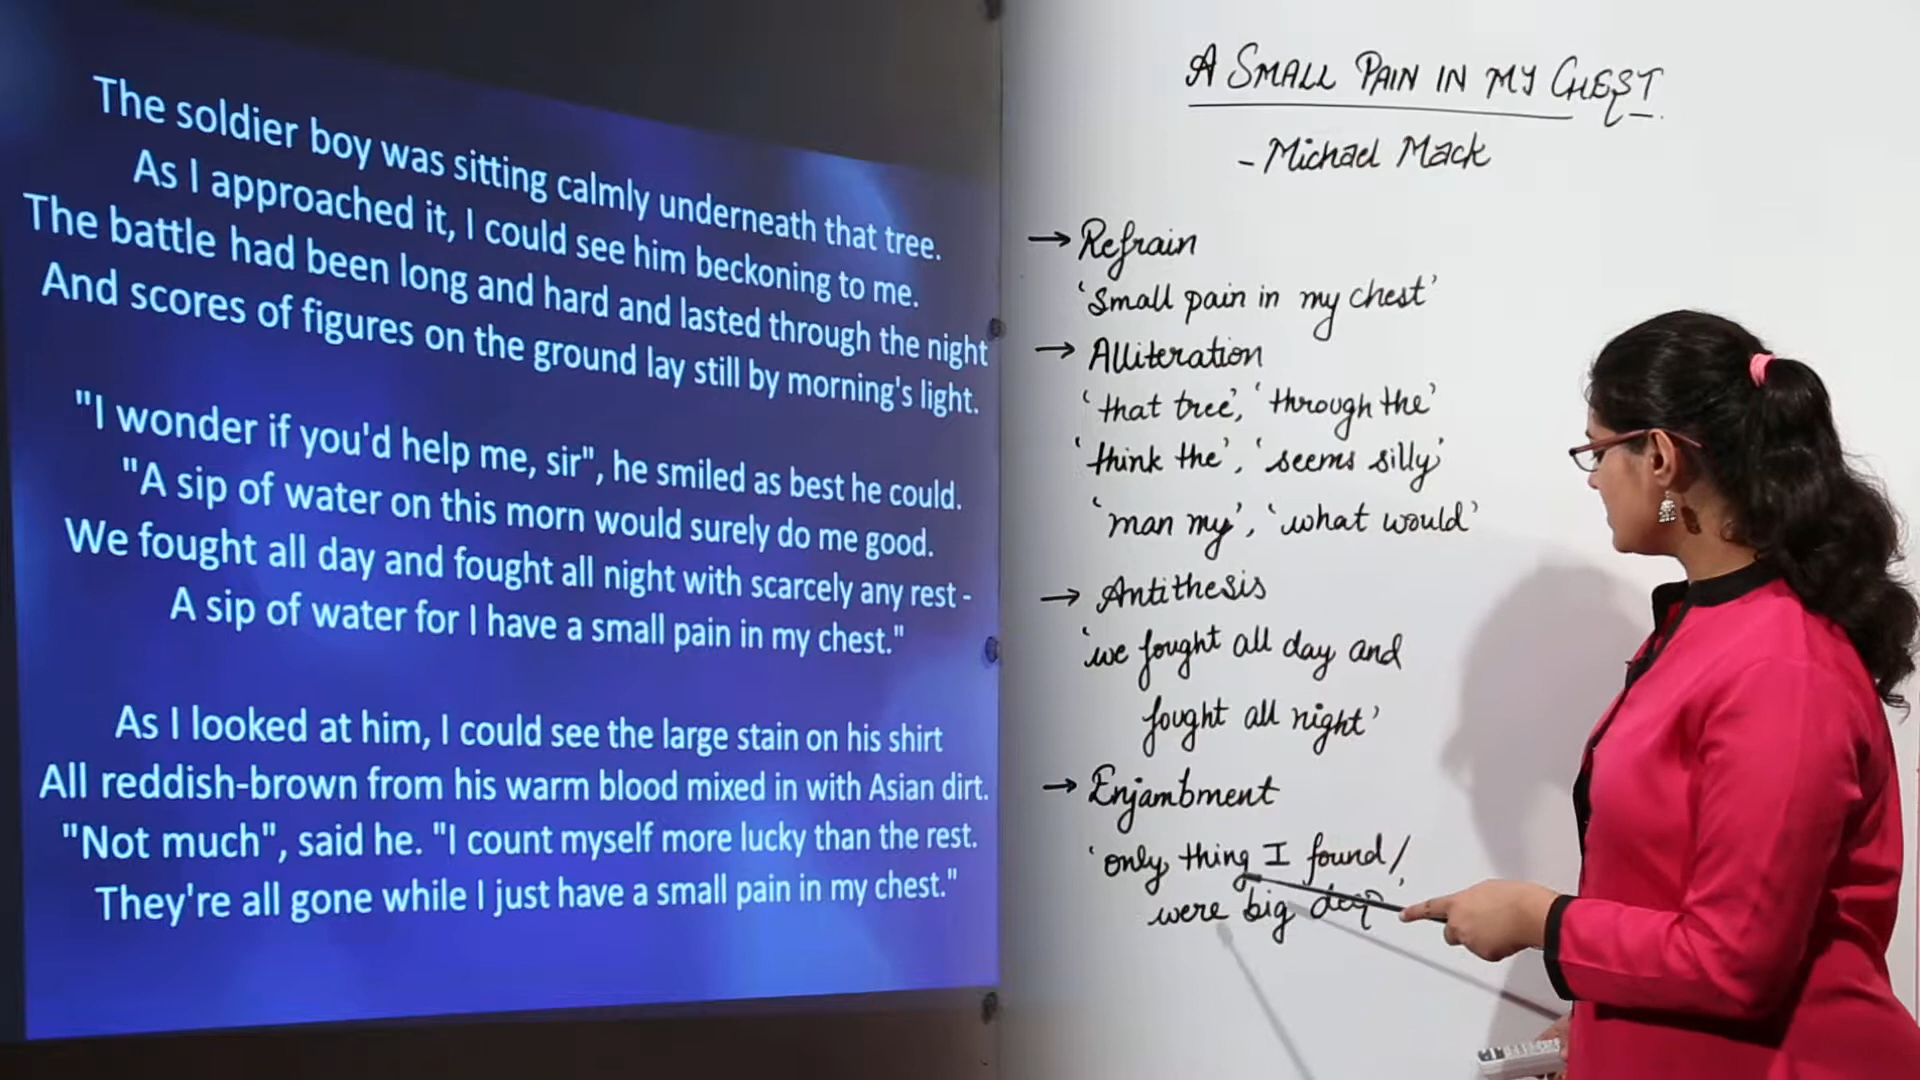 The soldier boy was sitting calmly underneath that tree.
As I approached it, I could see him beckoning to me.
The battle had been long and hard and lasted through the night
And scores of figures on the ground lay still by morning's light.
"I wonder if you'd help me, sir", he smiled as best he could.
"A sip of water on this morn would surely do me good.
We fought all day and fought all night with scarcely any rest -
A sip of water for I have a small pain in my chest."
As I looked at him, I could see the large stain on his shirt
All reddish-brown from his warm blood mixed in with Asian dirt.
"Not much", said he. "I count myself more lucky than the rest.
They're all gone while I just have a small pain in my chest."
A SMALL PAIN IN MY CHEST.
- Michael Mack
→ Refrain
'Small pain in my chest'
→ Alliteration
'that tree', 'through the'
'think the', 'seems silly'
'man my', 'what would'
→ Antithesis
'we fought all day and
fought all night'
→ Enjambment
'only thing I found/,
were big